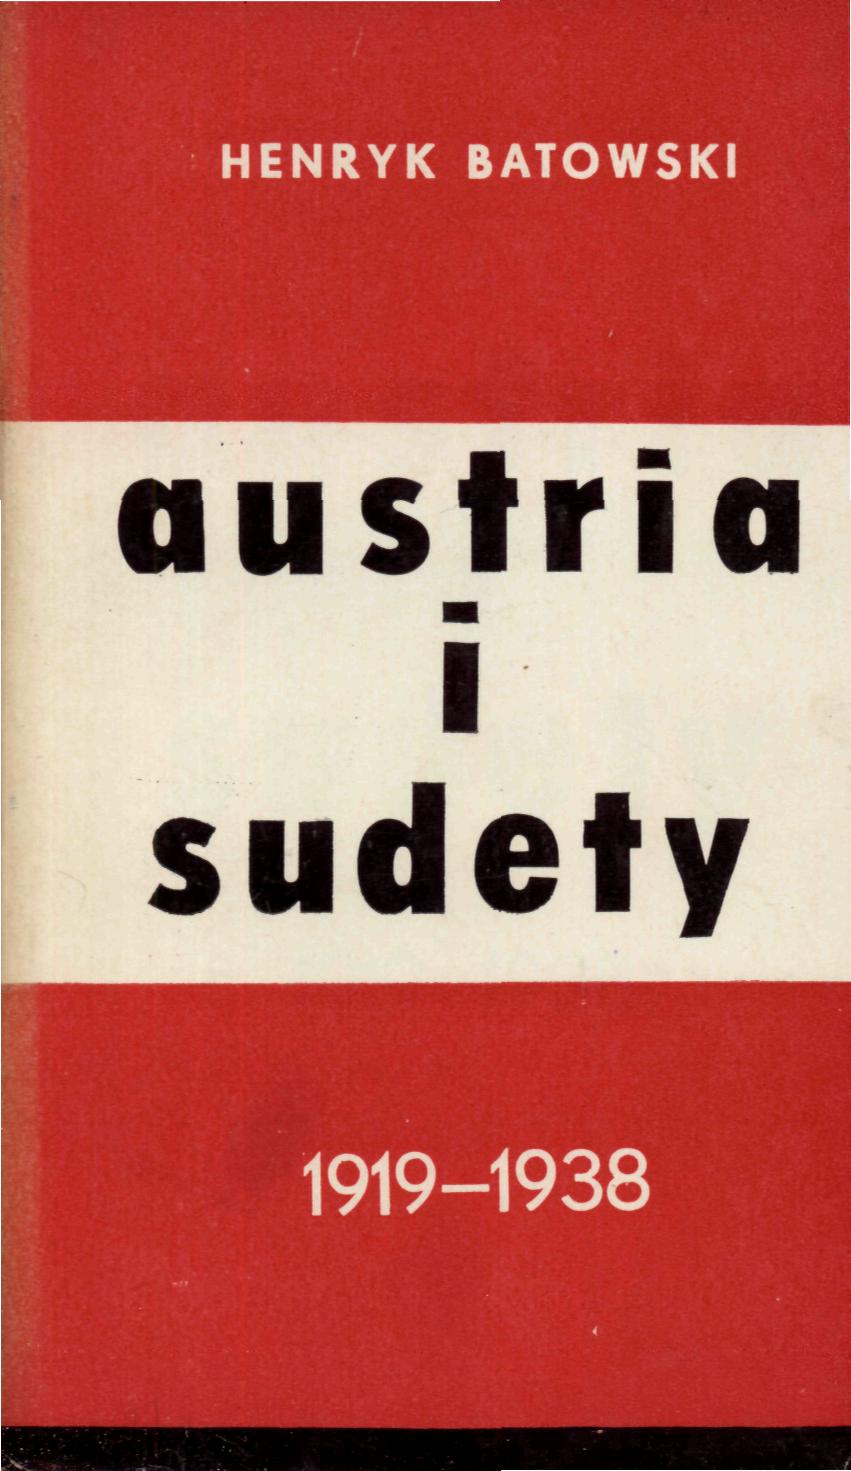 HENRYK BATOWSKI
austria
i
sudety
1919–1938